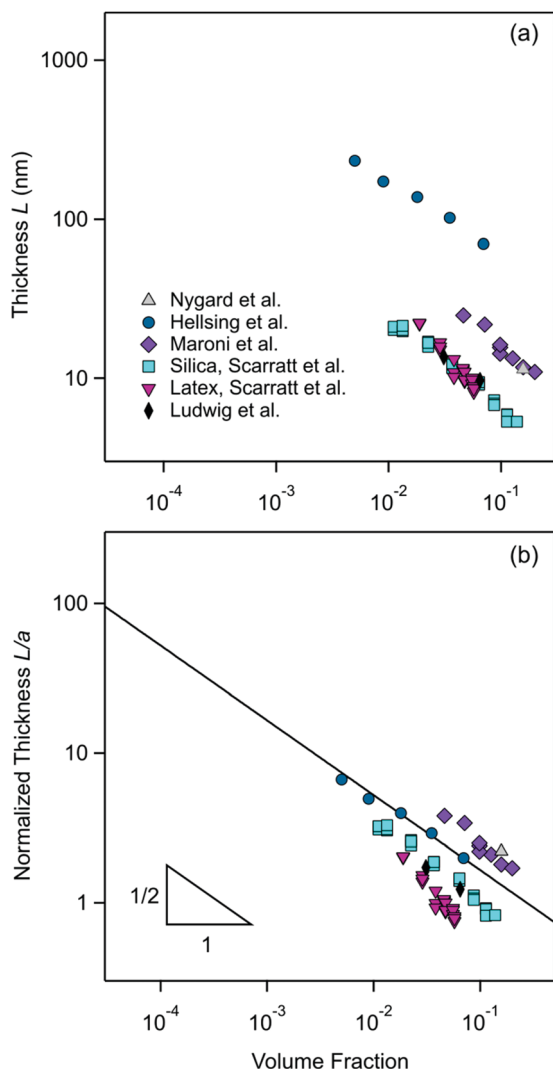 (a)
1000
100
10
Thickness L (nm)
Nygard et al.
Hellsing et al.
Maroni et al.
Silica, Scarratt et al.
Latex, Scarratt et al.
Ludwig et al.
10-4
10-3
10-2
10-1
(b)
100
10
1
Normalized Thickness L/a
1/2
1
10-4
10-3
10-2
10-1
Volume Fraction